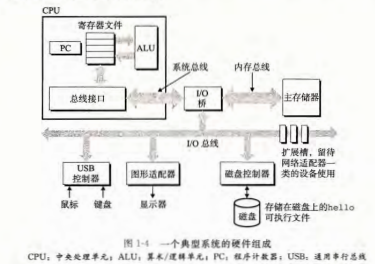 CPU
寄存器文件
PC
ALU
系统总线
内存总线
总线接口
I/O
桥
主存储器
I/O 总线
扩展槽,留待
网络适配器一
类的设备使用
USB
控制器
图形适配器
磁盘控制器
鼠标
键盘
显示器
磁盘
存储在磁盘上的hello
可执行文件
图 1-4 一个典型系统的硬件组成
CPU:中央处理单元;ALU:算术/逻辑单元;PC:程序计数器;USB:通用串行总线